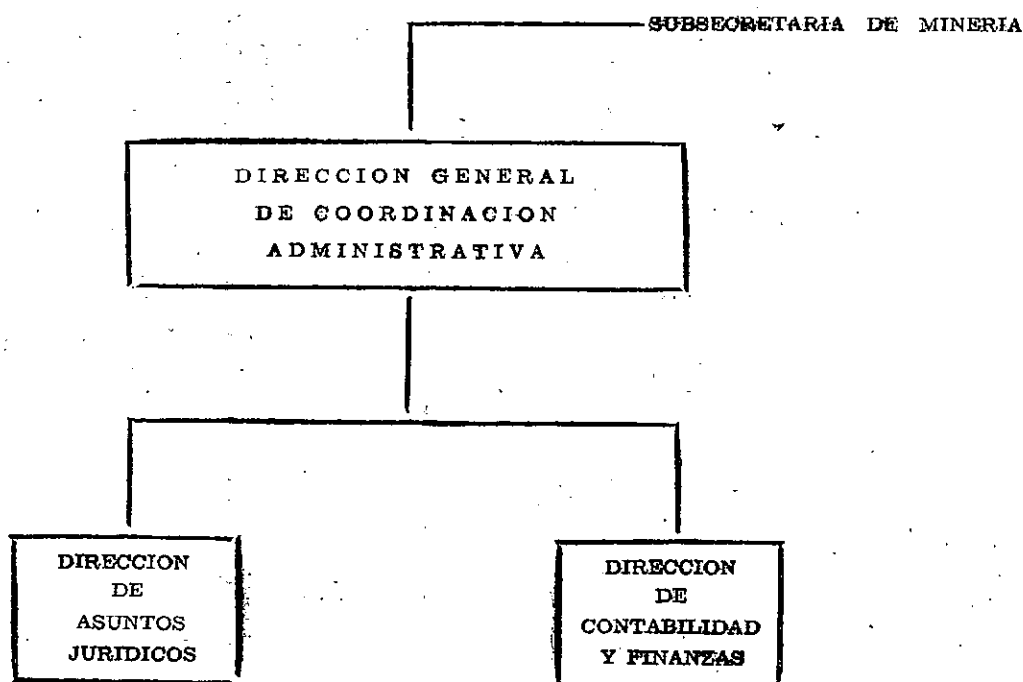 SUBSECRETARIA DE MINERIA
DIRECCION GENERAL
DE COORDINACION
ADMINISTRATIVA
DIRECCION
DE
ASUNTOS
JURIDICOS
DIRECCION
DE
CONTABILIDAD
Y FINANZAS